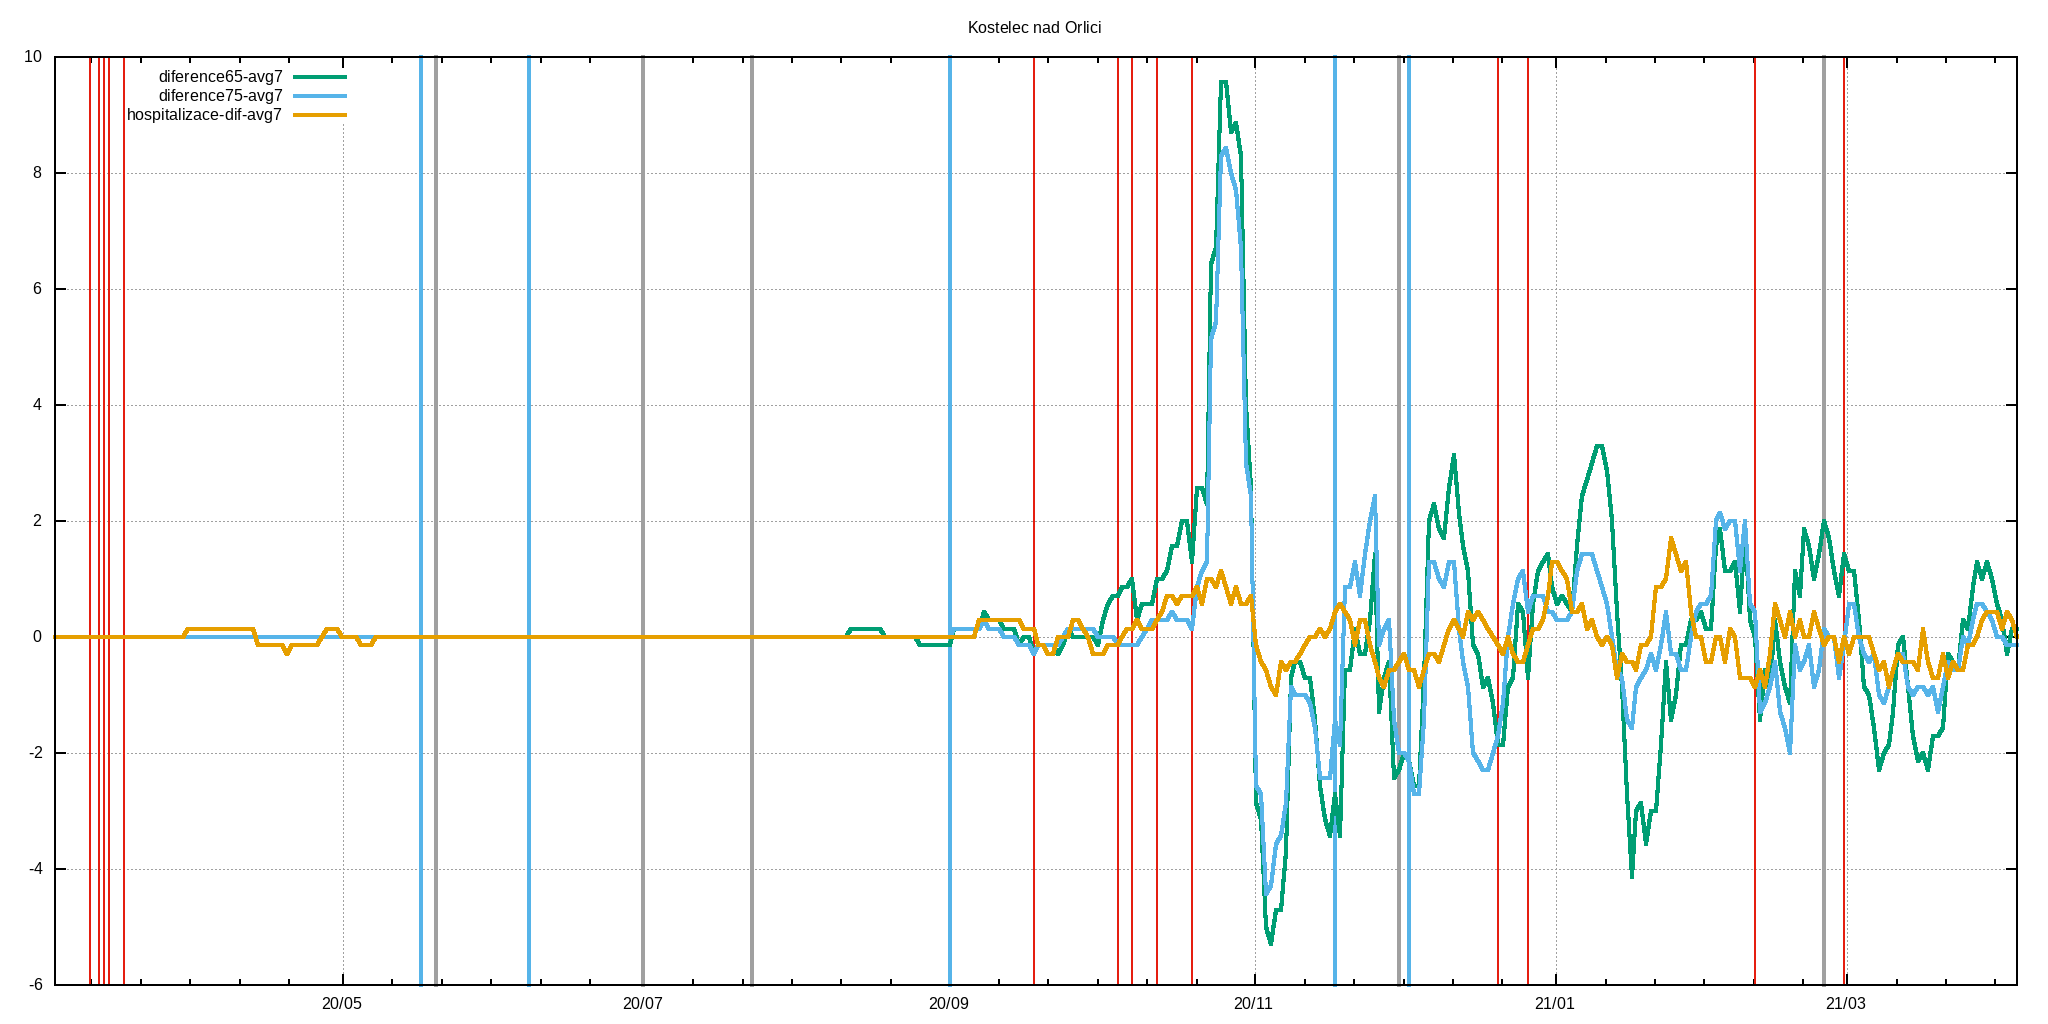 Kostelec nad Orlici
10
diference65-avg7
diference75-avg7
hospitalizace-dif-avg7
8
6
4
2
0
-2
-4
-6
20/05 20/07 20/09 20/11 21/01 21/03